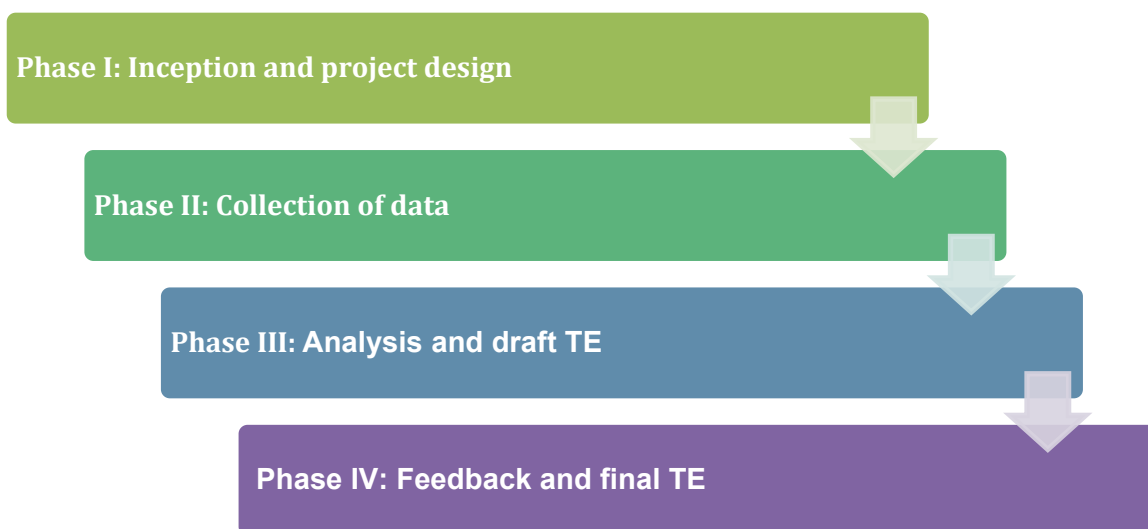 Phase I: Inception and project design
Phase II: Collection of data
Phase III: Analysis and draft TE
Phase IV: Feedback and final TE